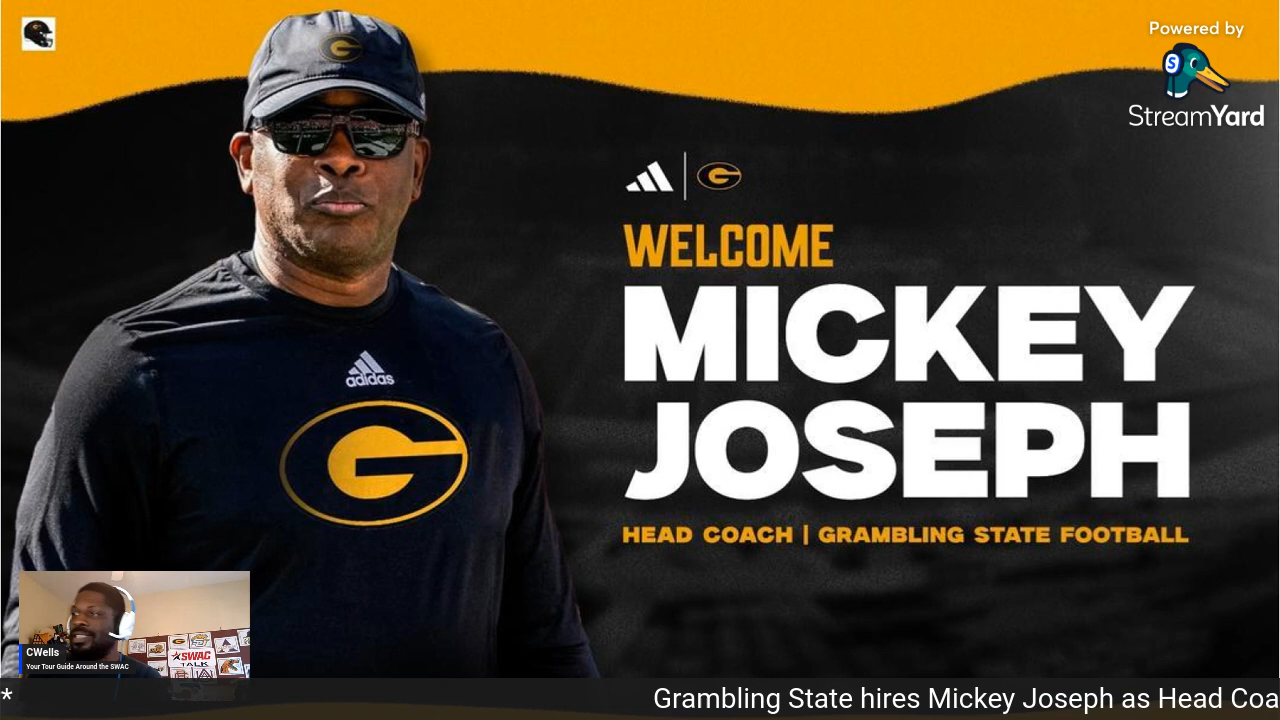 Powered by
StreamYard
S
WELCOME
MICKEY
JOSEPH
HEAD COACH | GRAMBLING STATE FOOTBALL
adidas
G
CWells
Your Tour Guide Around the SWAC
SWAC
TALK
* Grambling State hires Mickey Joseph as Head Coa